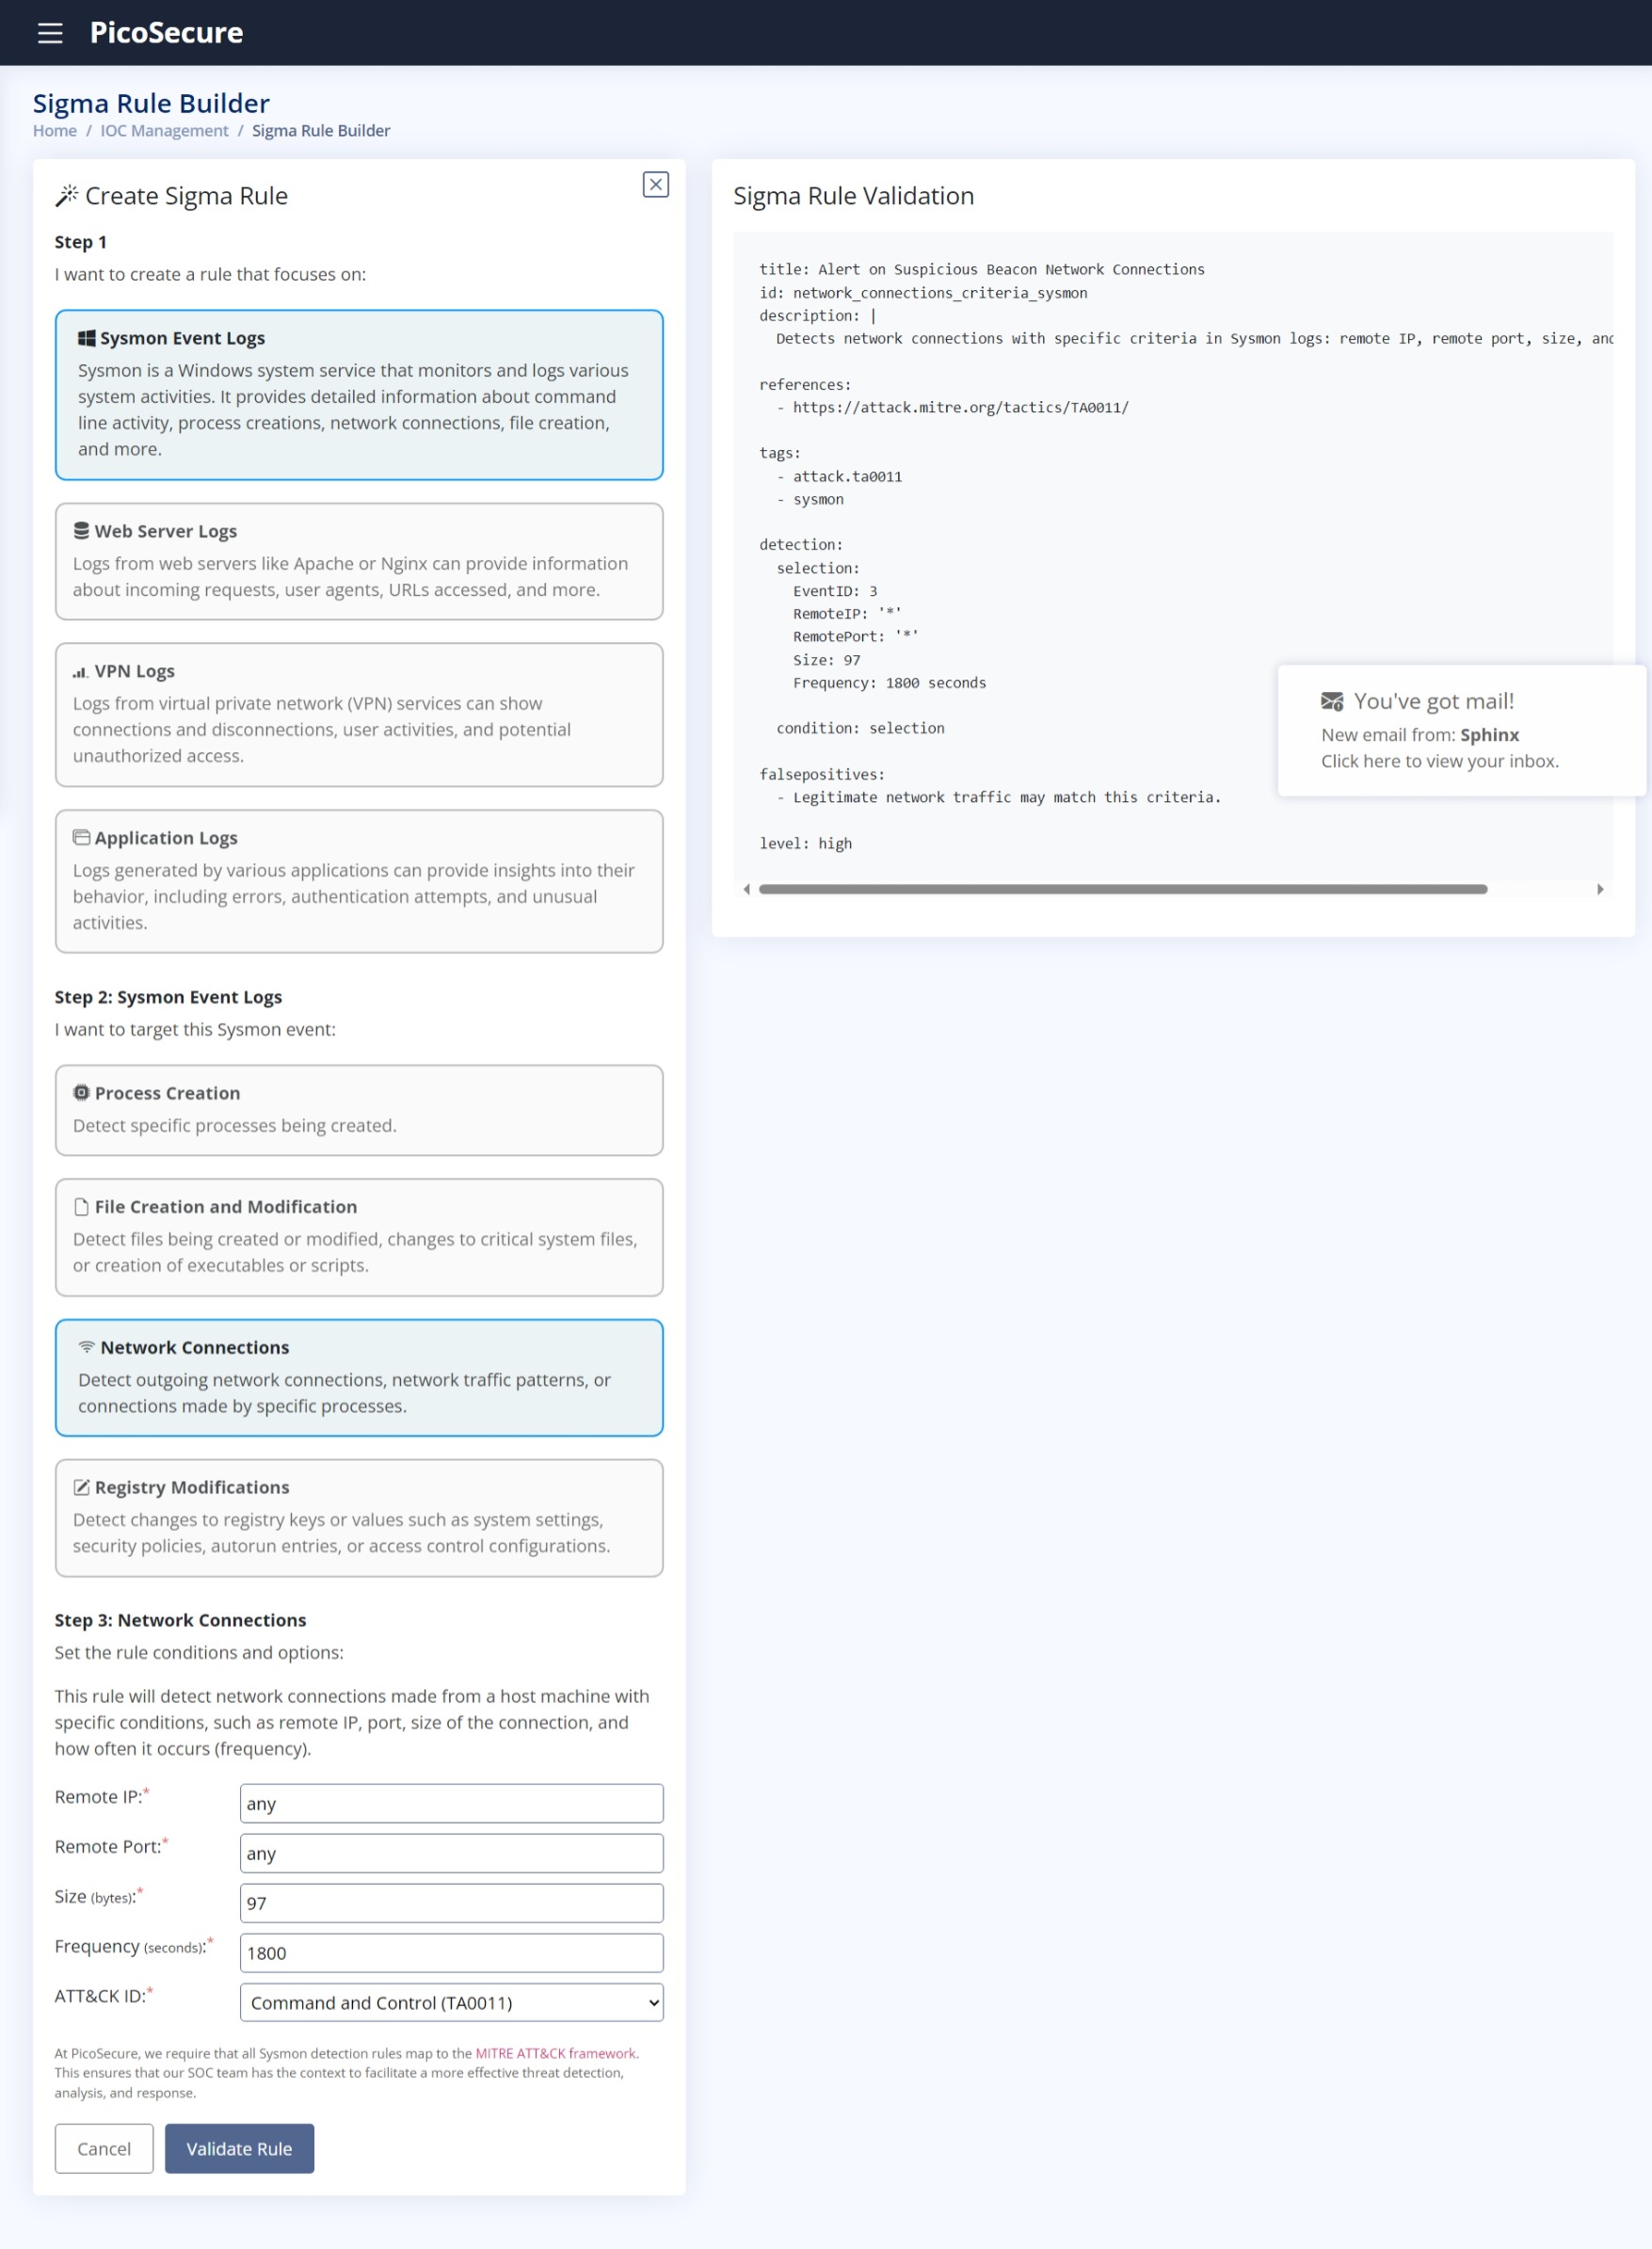 PicoSecure
Sigma Rule Builder
Home / IOC Management / Sigma Rule Builder
Create Sigma Rule
Step 1
I want to create a rule that focuses on:
Sysmon Event Logs
Sysmon is a Windows system service that monitors and logs various
system activities. It provides detailed information about command
line activity, process creations, network connections, file creation,
and more.
Web Server Logs
Logs from web servers like Apache or Nginx can provide information
about incoming requests, user agents, URLs accessed, and more.
VPN Logs
Logs from virtual private network (VPN) services can show
connections and disconnections, user activities, and potential
unauthorized access.
Application Logs
Logs generated by various applications can provide insights into their
behavior, including errors, authentication attempts, and unusual
activities.
Step 2: Sysmon Event Logs
I want to target this Sysmon event:
Process Creation
Detect specific processes being created.
File Creation and Modification
Detect files being created or modified, changes to critical system files,
or creation of executables or scripts.
Network Connections
Detect outgoing network connections, network traffic patterns, or
connections made by specific processes.
Registry Modifications
Detect changes to registry keys or values such as system settings,
security policies, autorun entries, or access control configurations.
Step 3: Network Connections
Set the rule conditions and options:
This rule will detect network connections made from a host machine with
specific conditions, such as remote IP, port, size of the connection, and
how often it occurs (frequency).
Remote IP:* any
Remote Port:* any
Size (bytes):* 97
Frequency (seconds):* 1800
ATT&CK ID:* Command and Control (TA0011)
At PicoSecure, we require that all Sysmon detection rules map to the MITRE ATT&CK framework.
This ensures that our SOC team has the context to facilitate a more effective threat detection,
analysis, and response.
Cancel Validate Rule
Sigma Rule Validation
title: Alert on Suspicious Beacon Network Connections
id: network_connections_criteria_sysmon
description: |
Detects network connections with specific criteria in Sysmon logs: remote IP, remote port, size, and
references:
- https://attack.mitre.org/tactics/TA0011/
tags:
- attack.ta0011
- sysmon
detection:
selection:
EventID: 3
RemoteIP: '*'
RemotePort: '*'
Size: 97
Frequency: 1800 seconds
condition: selection
falsepositives:
- Legitimate network traffic may match this criteria.
level: high
You've got mail!
New email from: Sphinx
Click here to view your inbox.